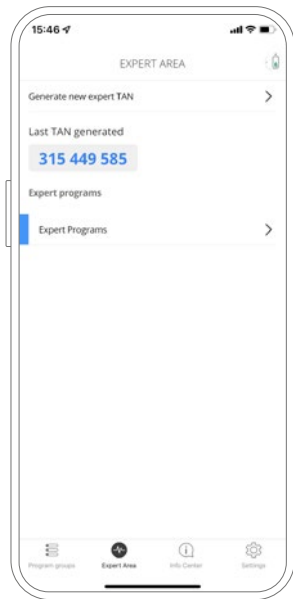 15:46
EXPERT AREA
Generate new expert TAN
Last TAN generated
315 449 585
Expert programs
Expert Programs
Program groups
Expert Area
Info Center
Settings